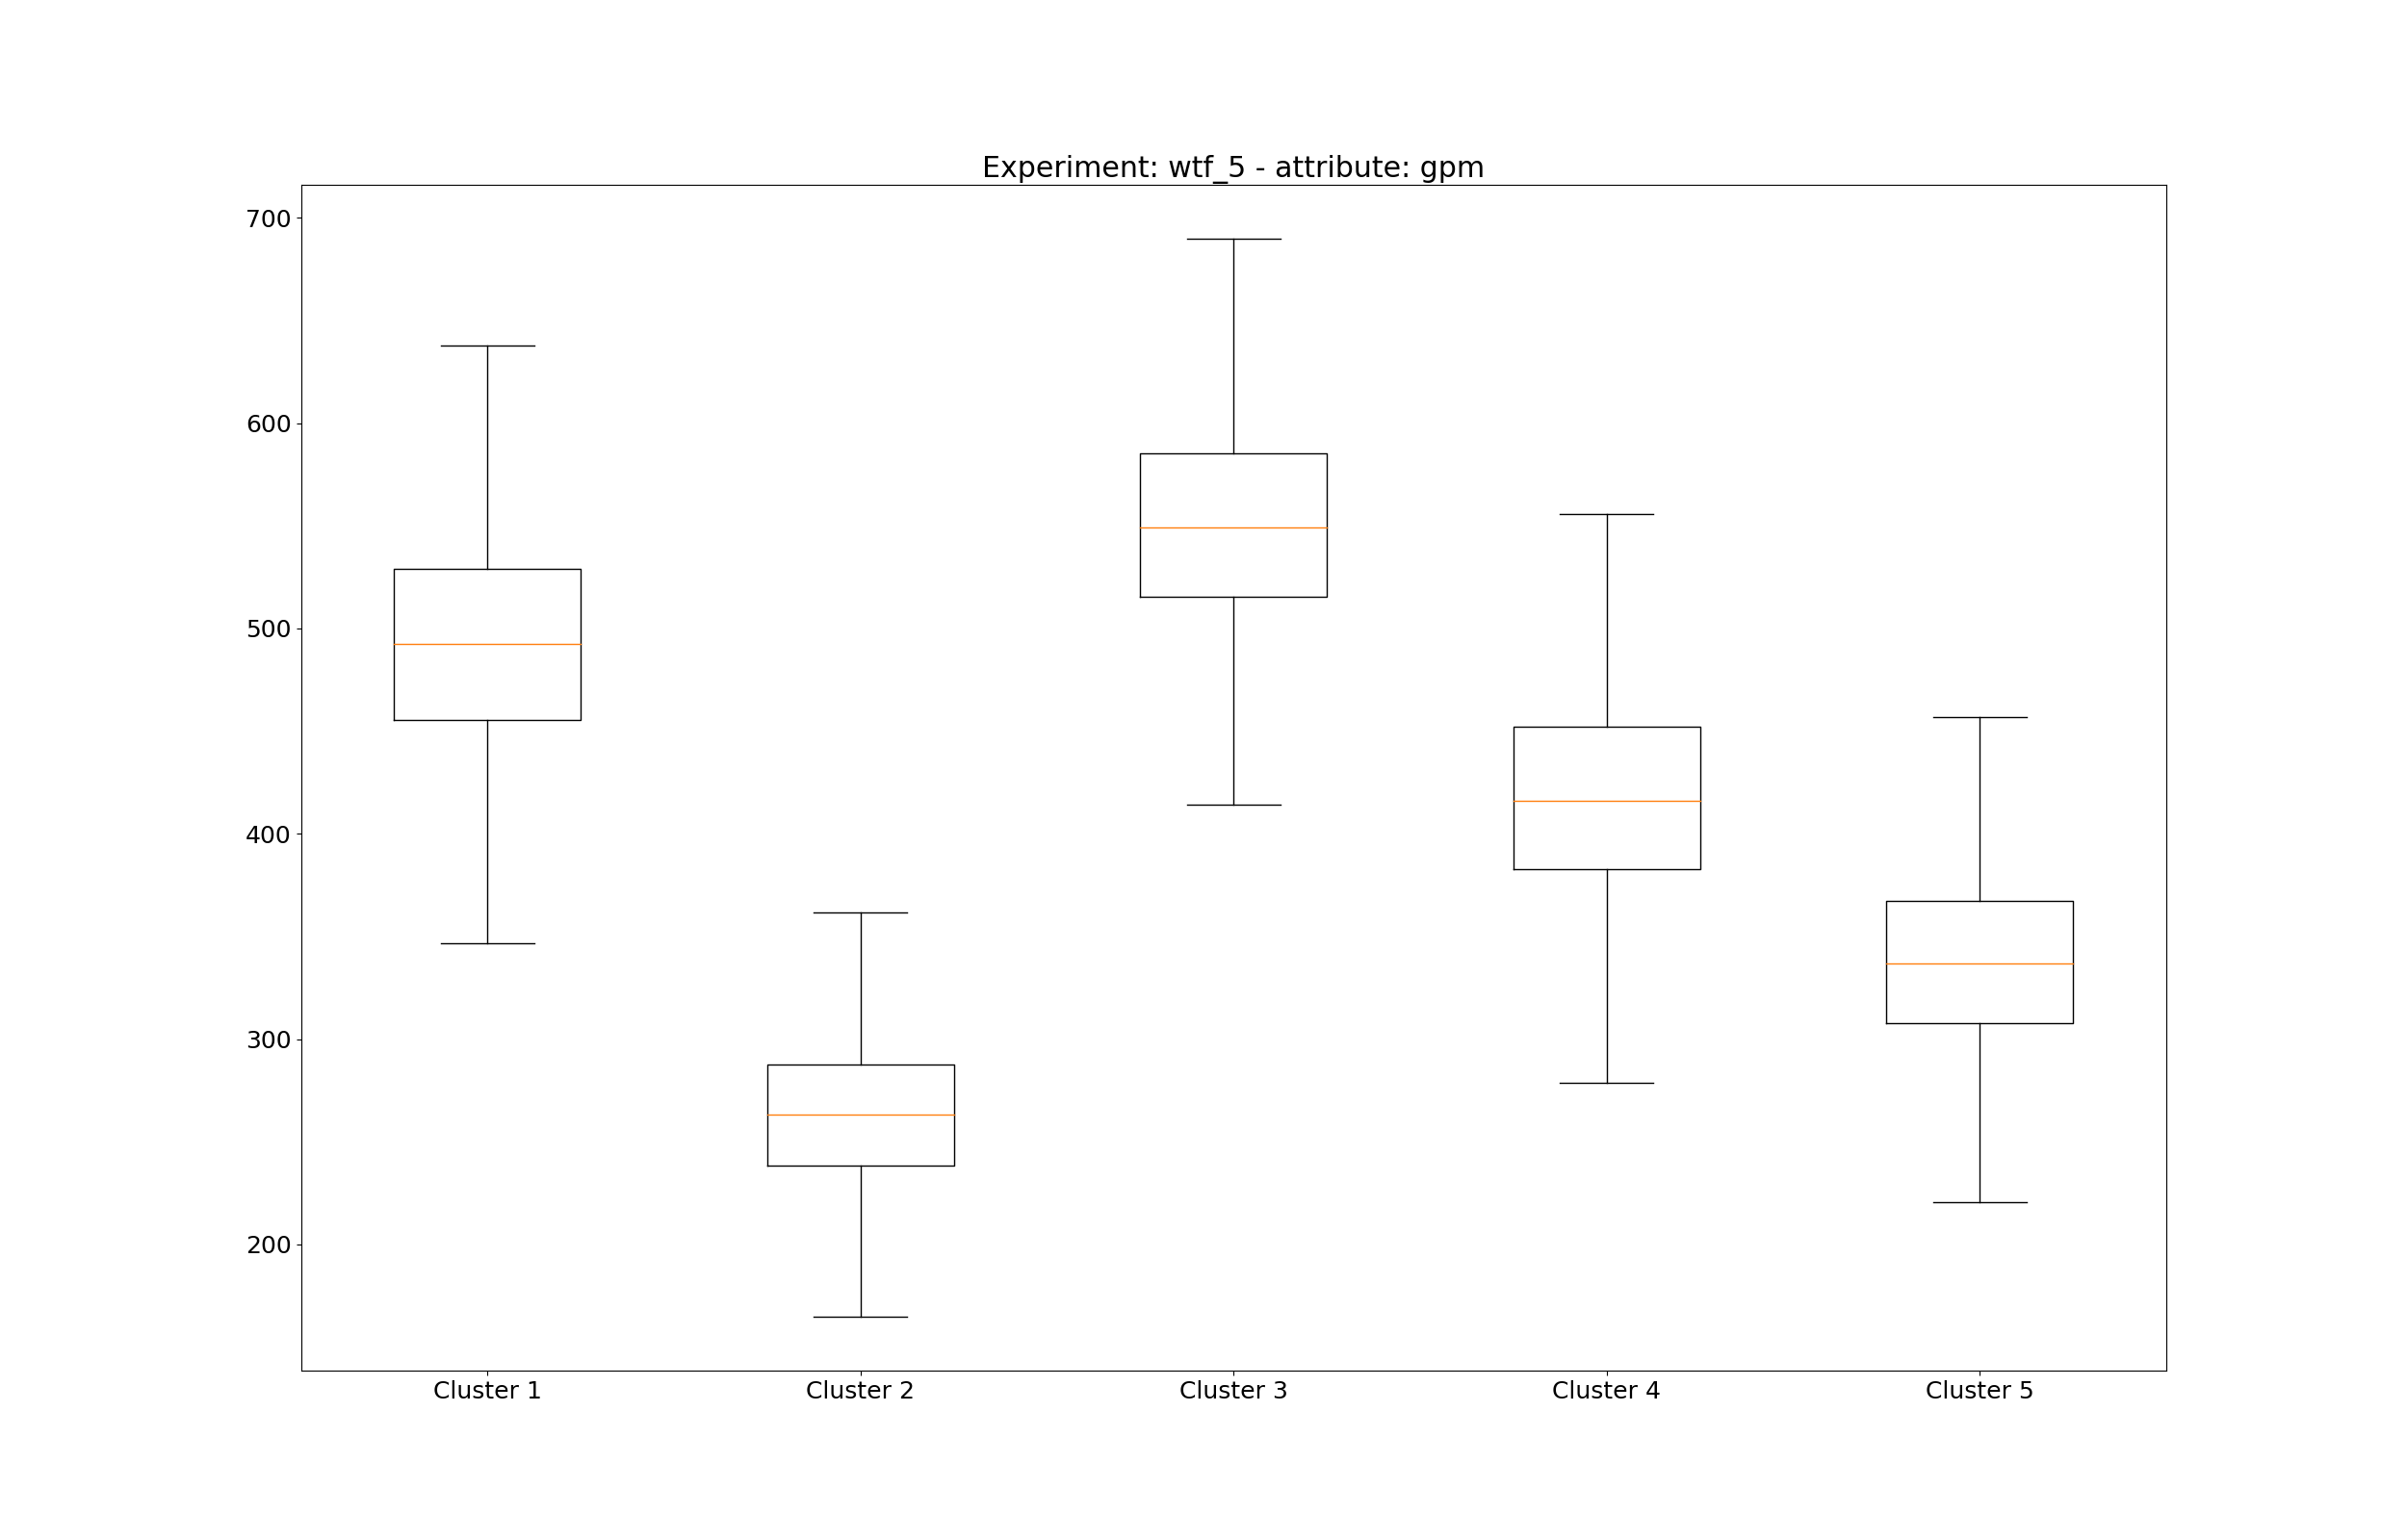 Experiment: wtf_5 - attribute: gpm
700
600
500
400
300
200
Cluster 1
Cluster 2
Cluster 3
Cluster 4
Cluster 5